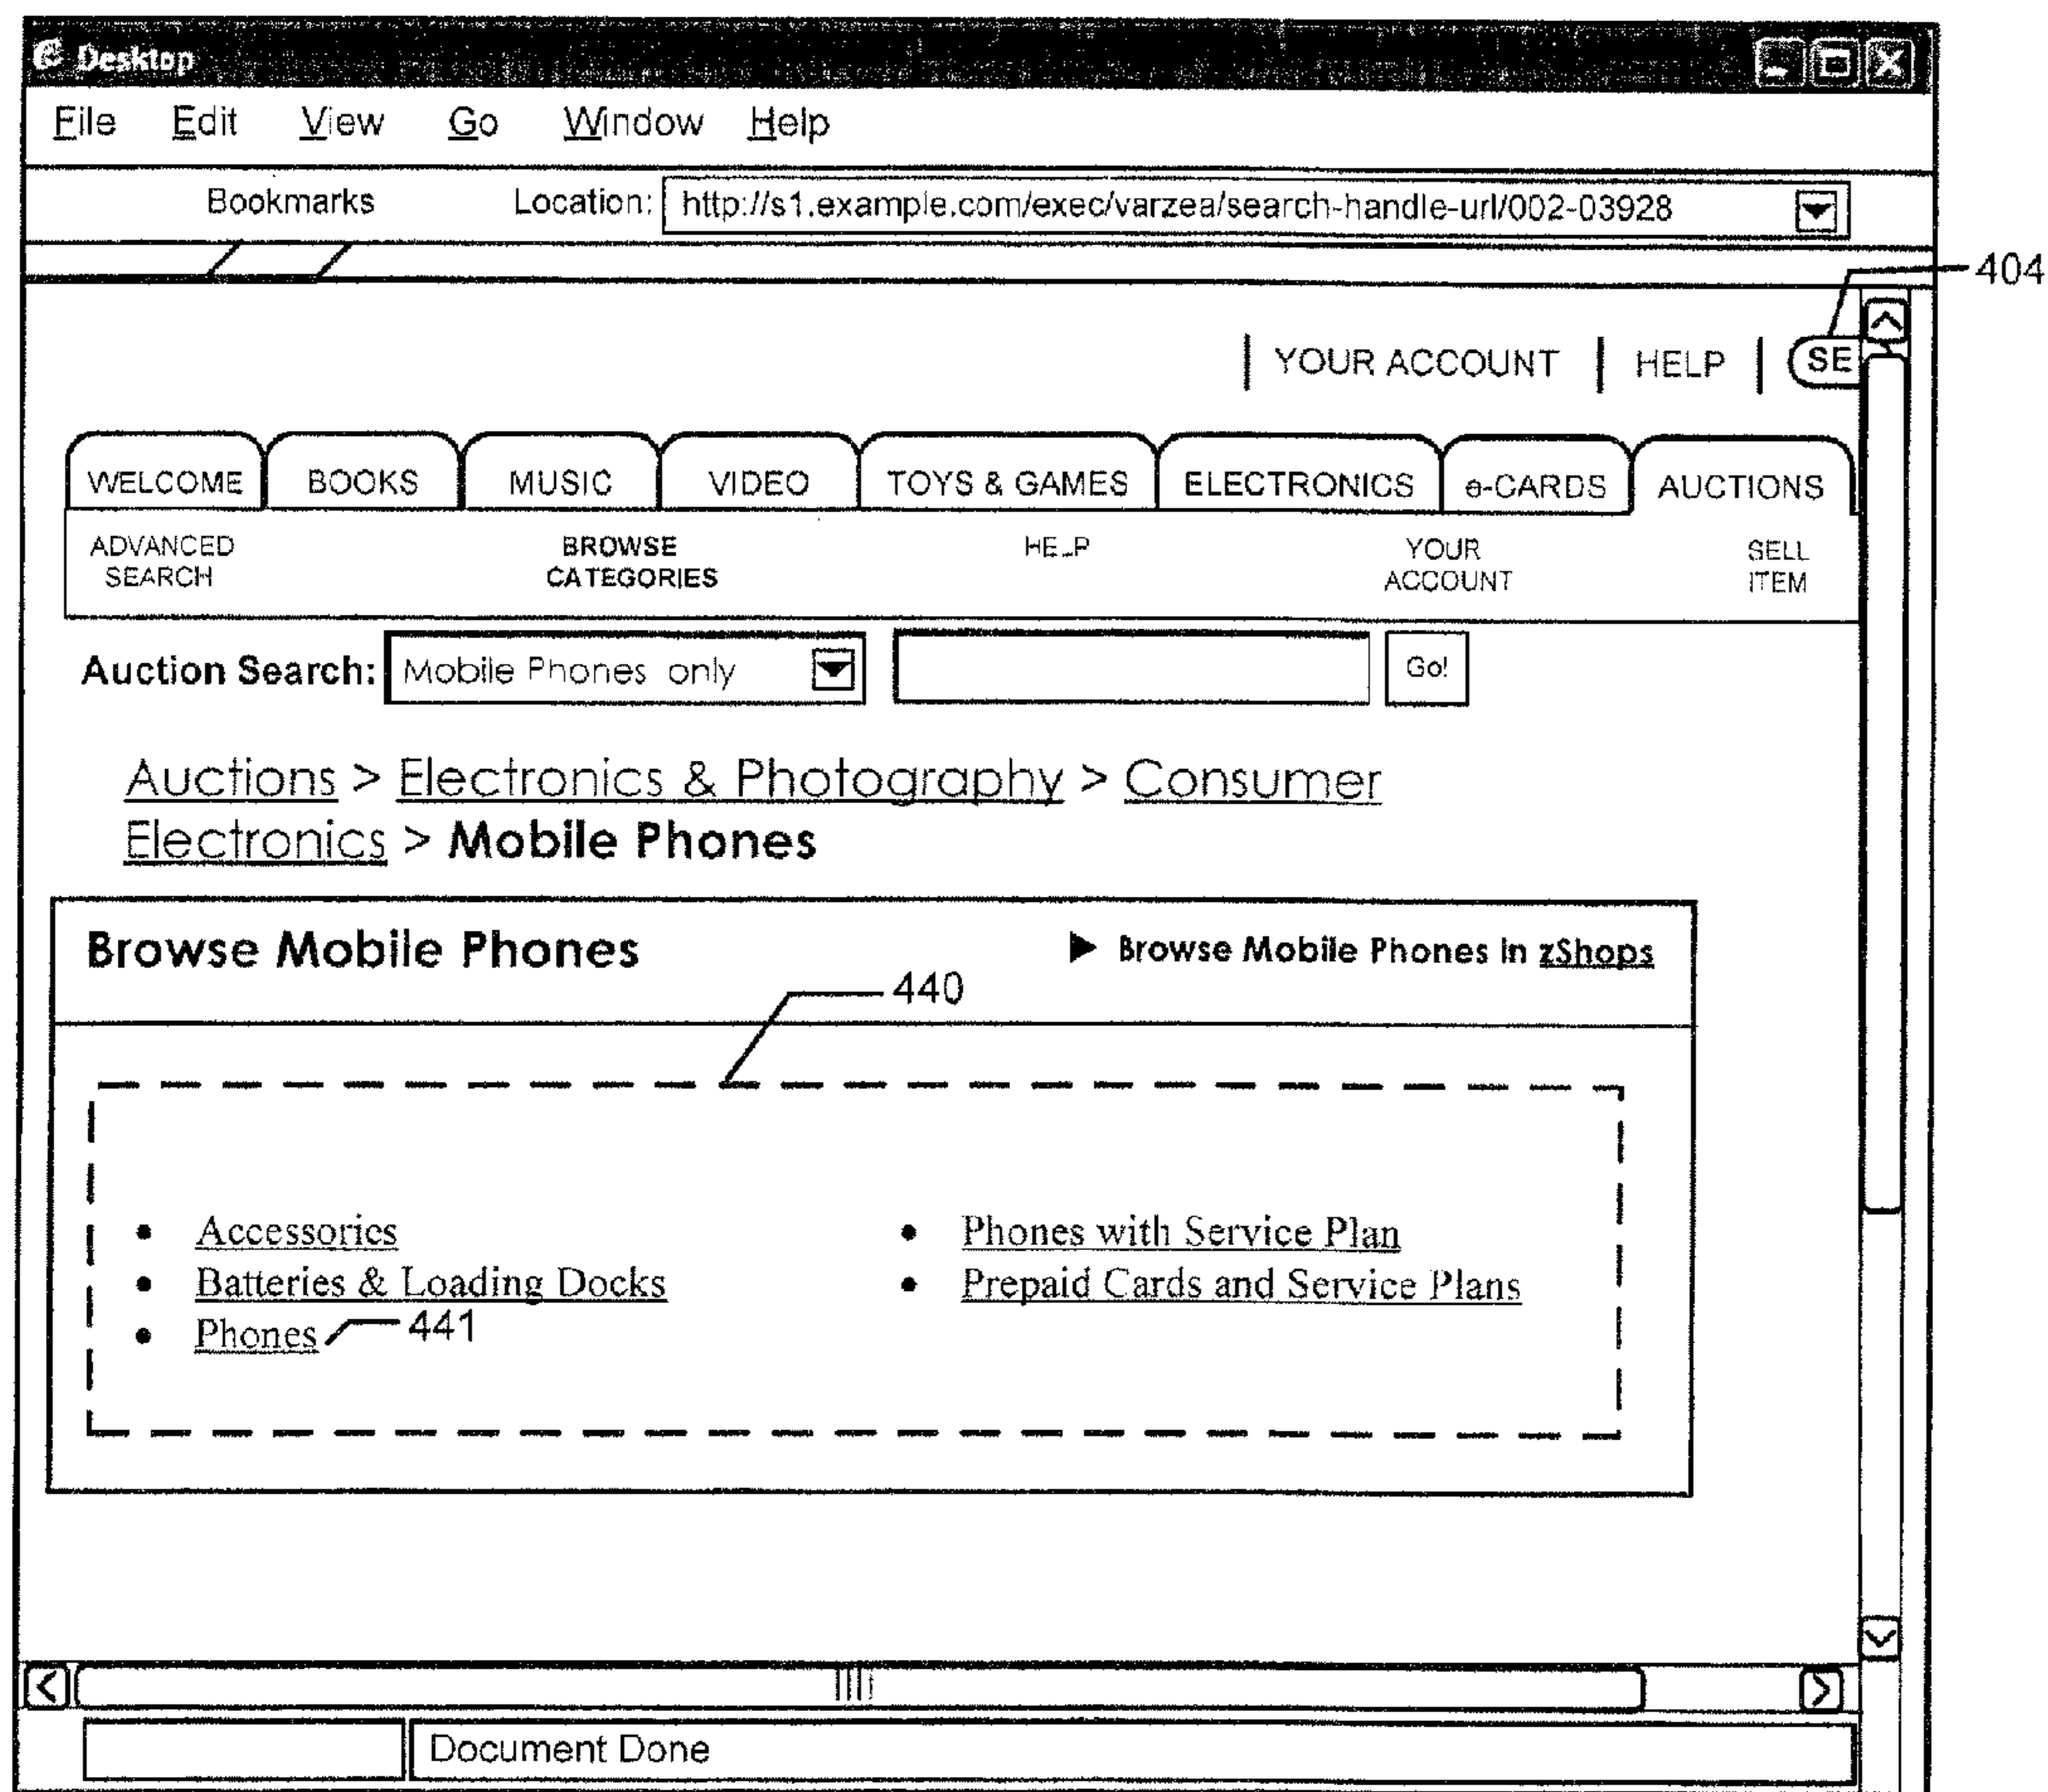 Desktop
File Edit View Go Window Help
Bookmarks Location: http://s1.example.com/exec/varzea/search-handle-url/002-03928
404
YOUR ACCOUNT HELP SE
WELCOME BOOKS MUSIC VIDEO TOYS & GAMES ELECTRONICS e-CARDS AUCTIONS
ADVANCED SEARCH BROWSE CATEGORIES HELP YOUR ACCOUNT SELL ITEM
Auction Search: Mobile Phones only Go!
Auctions > Electronics & Photography > Consumer
Electronics > Mobile Phones
Browse Mobile Phones ▶ Browse Mobile Phones in zShops
440
• Accessories
• Batteries & Loading Docks
• Phones 441
• Phones with Service Plan
• Prepaid Cards and Service Plans
Document Done